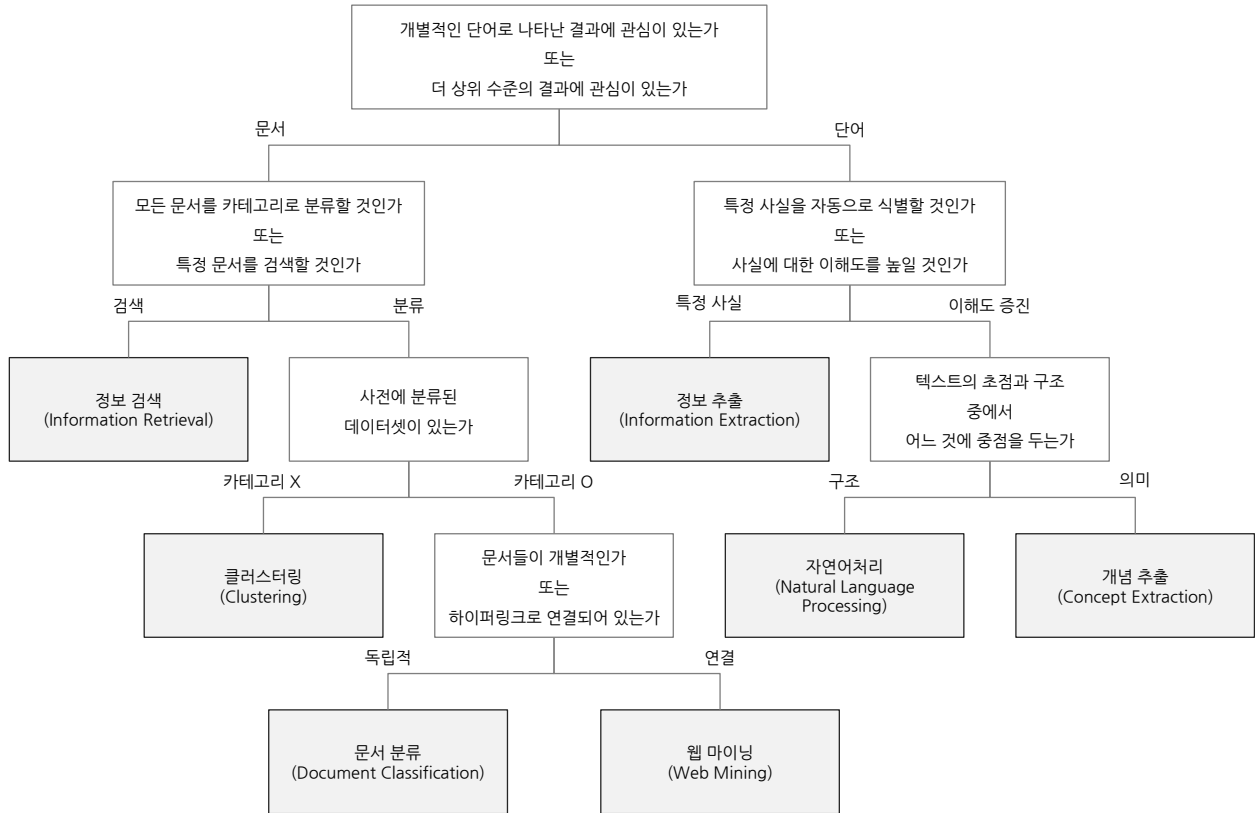 개별적인 단어로 나타난 결과에 관심이 있는가
또는
더 상위 수준의 결과에 관심이 있는가
문서
단어
모든 문서를 카테고리로 분류할 것인가
또는
특정 문서를 검색할 것인가
특정 사실을 자동으로 식별할 것인가
또는
사실에 대한 이해도를 높일 것인가
검색
분류
특정 사실
이해도 증진
정보 검색
(Information Retrieval)
사전에 분류된
데이터셋이 있는가
정보 추출
(Information Extraction)
텍스트의 초점과 구조
중에서
어느 것에 중점을 두는가
카테고리 X
카테고리 O
구조
의미
클러스터링
(Clustering)
문서들이 개별적인가
또는
하이퍼링크로 연결되어 있는가
자연어처리
(Natural Language
Processing)
개념 추출
(Concept Extraction)
독립적
연결
문서 분류
(Document Classification)
웹 마이닝
(Web Mining)